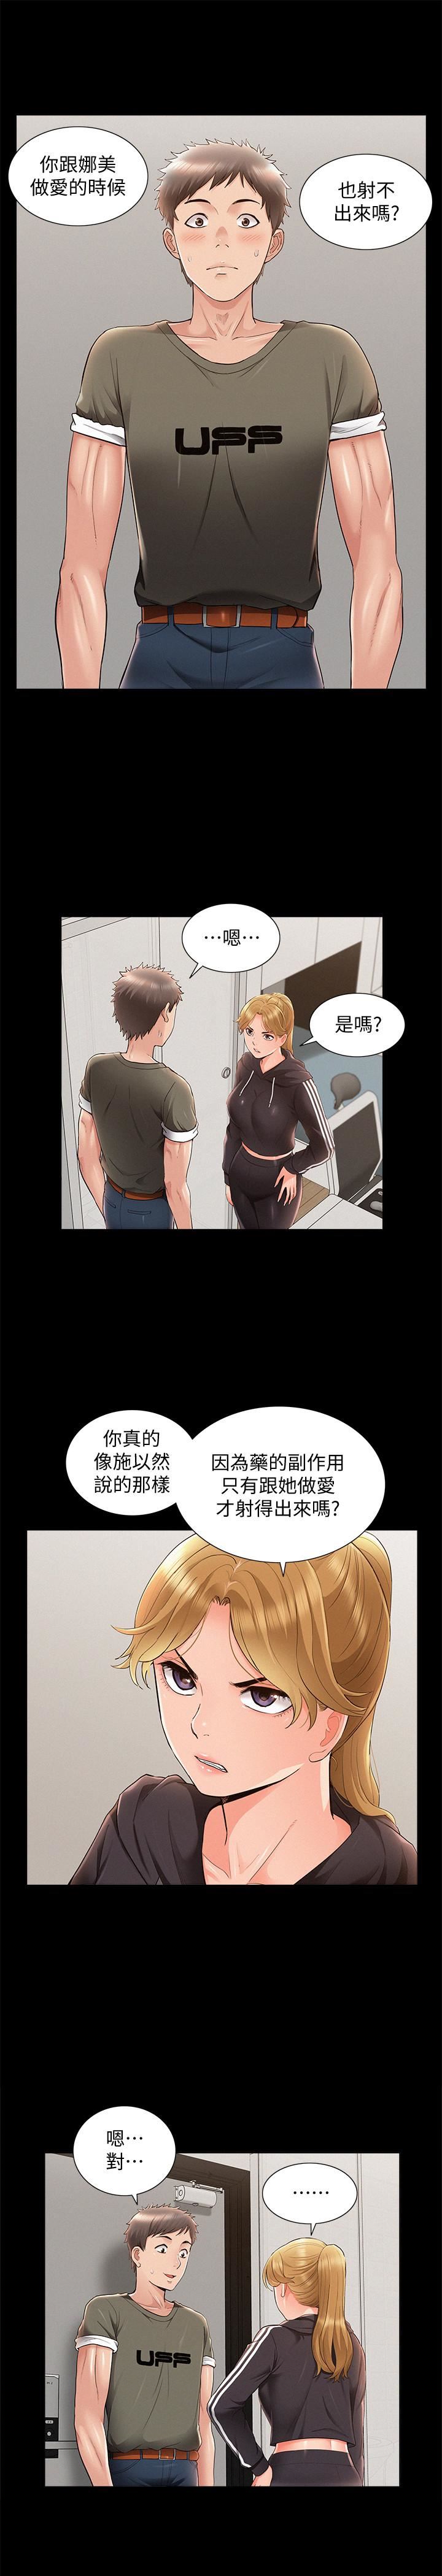 你跟娜美
做愛的時候
也射不
出來嗎?
UFF
…嗯…
是嗎?
你真的
像施以然
說的那樣
因為藥的副作用
只有跟她做愛
才射得出來嗎?
嗯…
對…
……
UFF